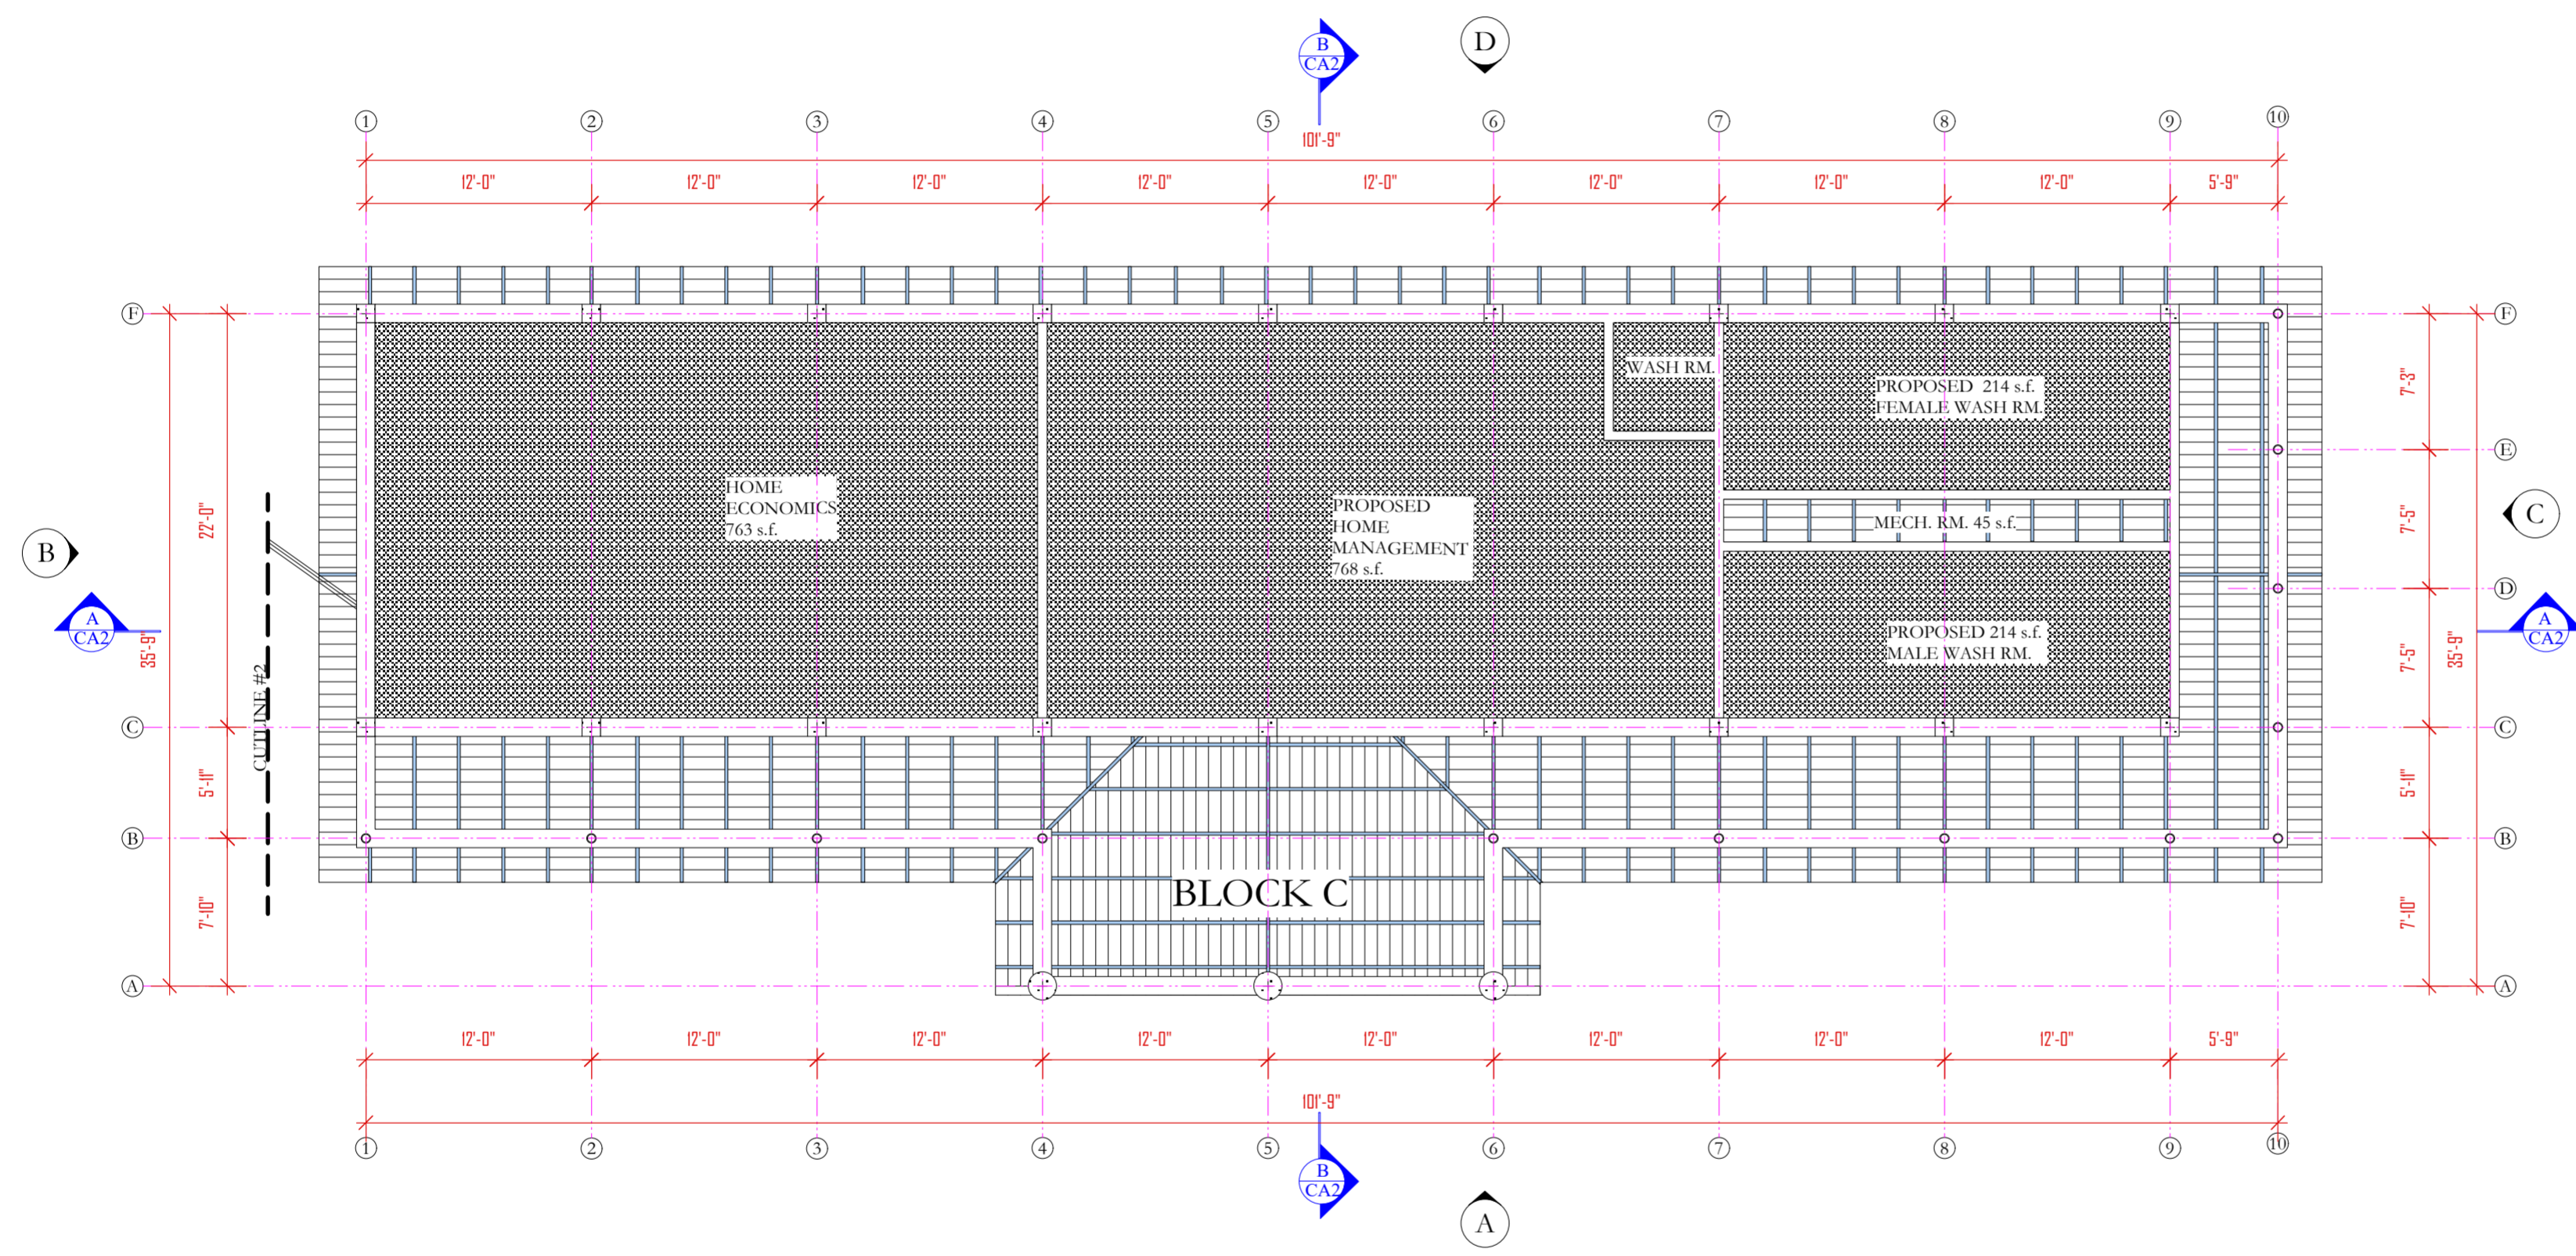 B
CA2
D
1
2
3
4
5
6
7
8
9
10
101'-9"
12'-0"
12'-0"
12'-0"
12'-0"
12'-0"
12'-0"
12'-0"
12'-0"
5'-9"
F
F
WASH RM.
PROPOSED 214 s.f.
FEMALE WASH RM.
7'-3"
E
HOME
ECONOMICS
763 s.f.
PROPOSED
HOME
MANAGEMENT
768 s.f.
22'-0"
MECH. RM. 45 s.f.
7'-5"
C
B
D
A
CA2
35'-9"
PROPOSED 214 s.f.
MALE WASH RM.
7'-5"
35'-9"
A
CA2
CUTLINE #2
C
C
5'-11"
5'-11"
B
B
BLOCK C
7'-10"
7'-10"
A
A
12'-0"
12'-0"
12'-0"
12'-0"
12'-0"
12'-0"
12'-0"
12'-0"
5'-9"
101'-9"
1
2
3
4
5
6
7
8
9
10
B
CA2
A